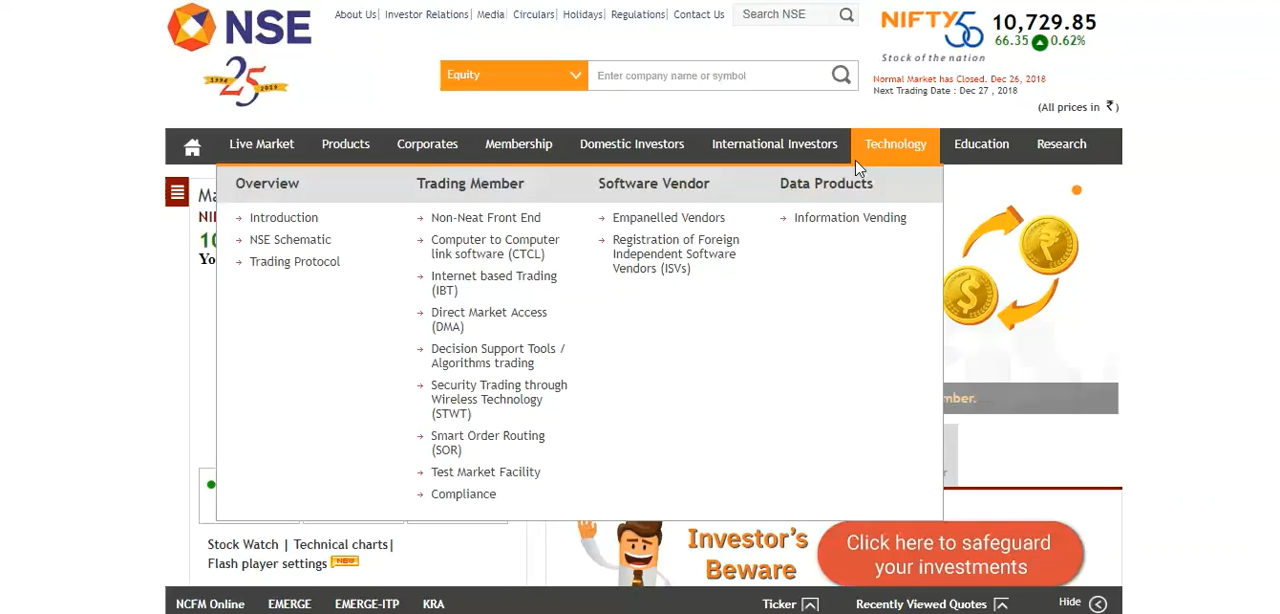 NSE
1994 25 2019
About Us | Investor Relations | Media | Circulars | Holidays | Regulations | Contact Us
Search NSE
NIFTY50
Stock of the nation
10,729.85
66.35 0.62%
Equity
Enter company name or symbol
Normal Market has Closed. Dec 26, 2018
Next Trading Date : Dec 27 , 2018
(All prices in ₹)
Live Market Products Corporates Membership Domestic Investors International Investors Technology Education Research
Overview
Introduction
NSE Schematic
Trading Protocol
Trading Member
Non-Neat Front End
Computer to Computer
link software (CTCL)
Internet based Trading
(IBT)
Direct Market Access
(DMA)
Decision Support Tools /
Algorithms trading
Security Trading through
Wireless Technology
(STWT)
Smart Order Routing
(SOR)
Test Market Facility
Compliance
Software Vendor
Empanelled Vendors
Registration of Foreign
Independent Software
Vendors (ISVs)
Data Products
Information Vending
Stock Watch | Technical charts|
Flash player settings NEW
Investor's
Beware
Click here to safeguard
your investments
NCFM Online EMERGE EMERGE-ITP KRA Ticker Recently Viewed Quotes Hide